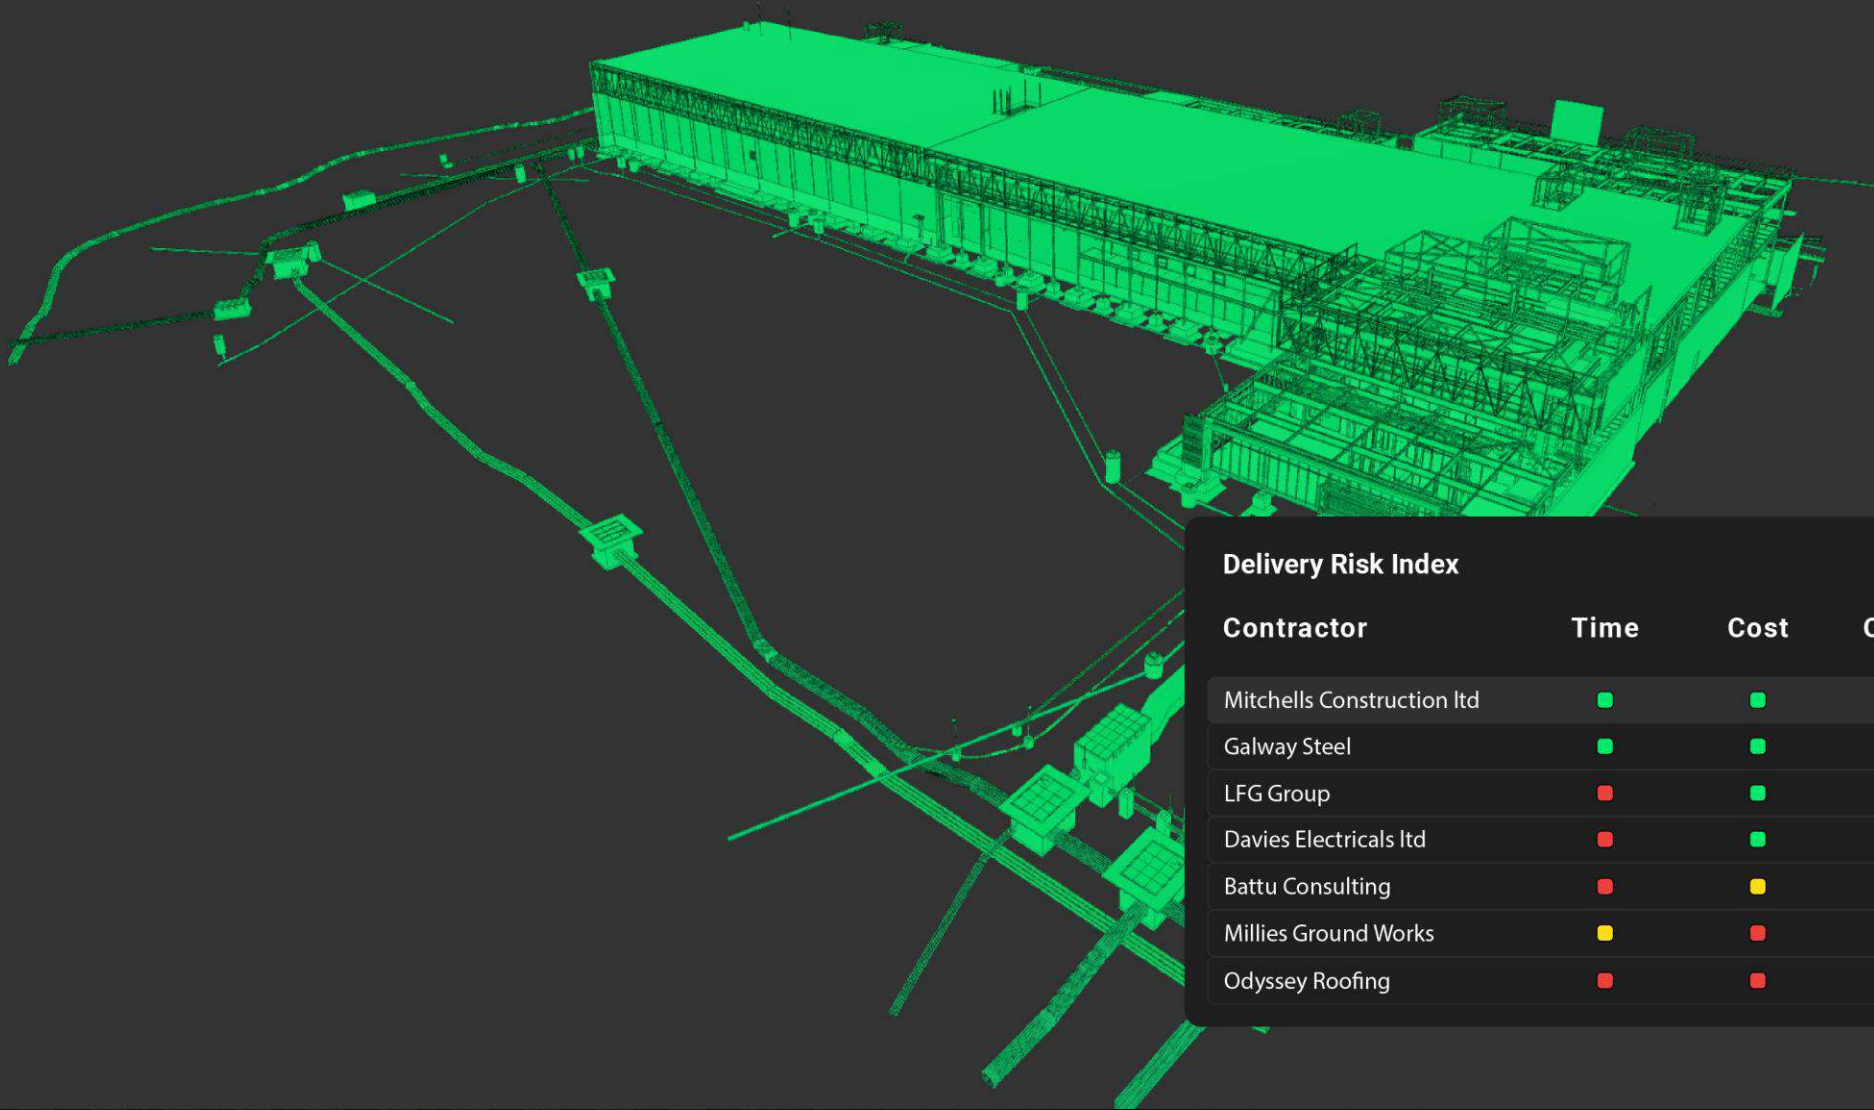 Delivery Risk Index
Contractor Time Cost
Mitchells Construction ltd
Galway Steel
LFG Group
Davies Electricals ltd
Battu Consulting
Millies Ground Works
Odyssey Roofing